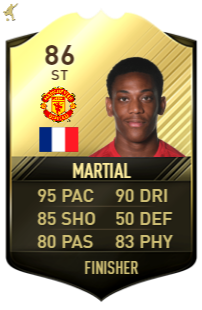 86
ST
MARTIAL
95 PAC 90 DRI
85 SHO 50 DEF
80 PAS 83 PHY
FINISHER